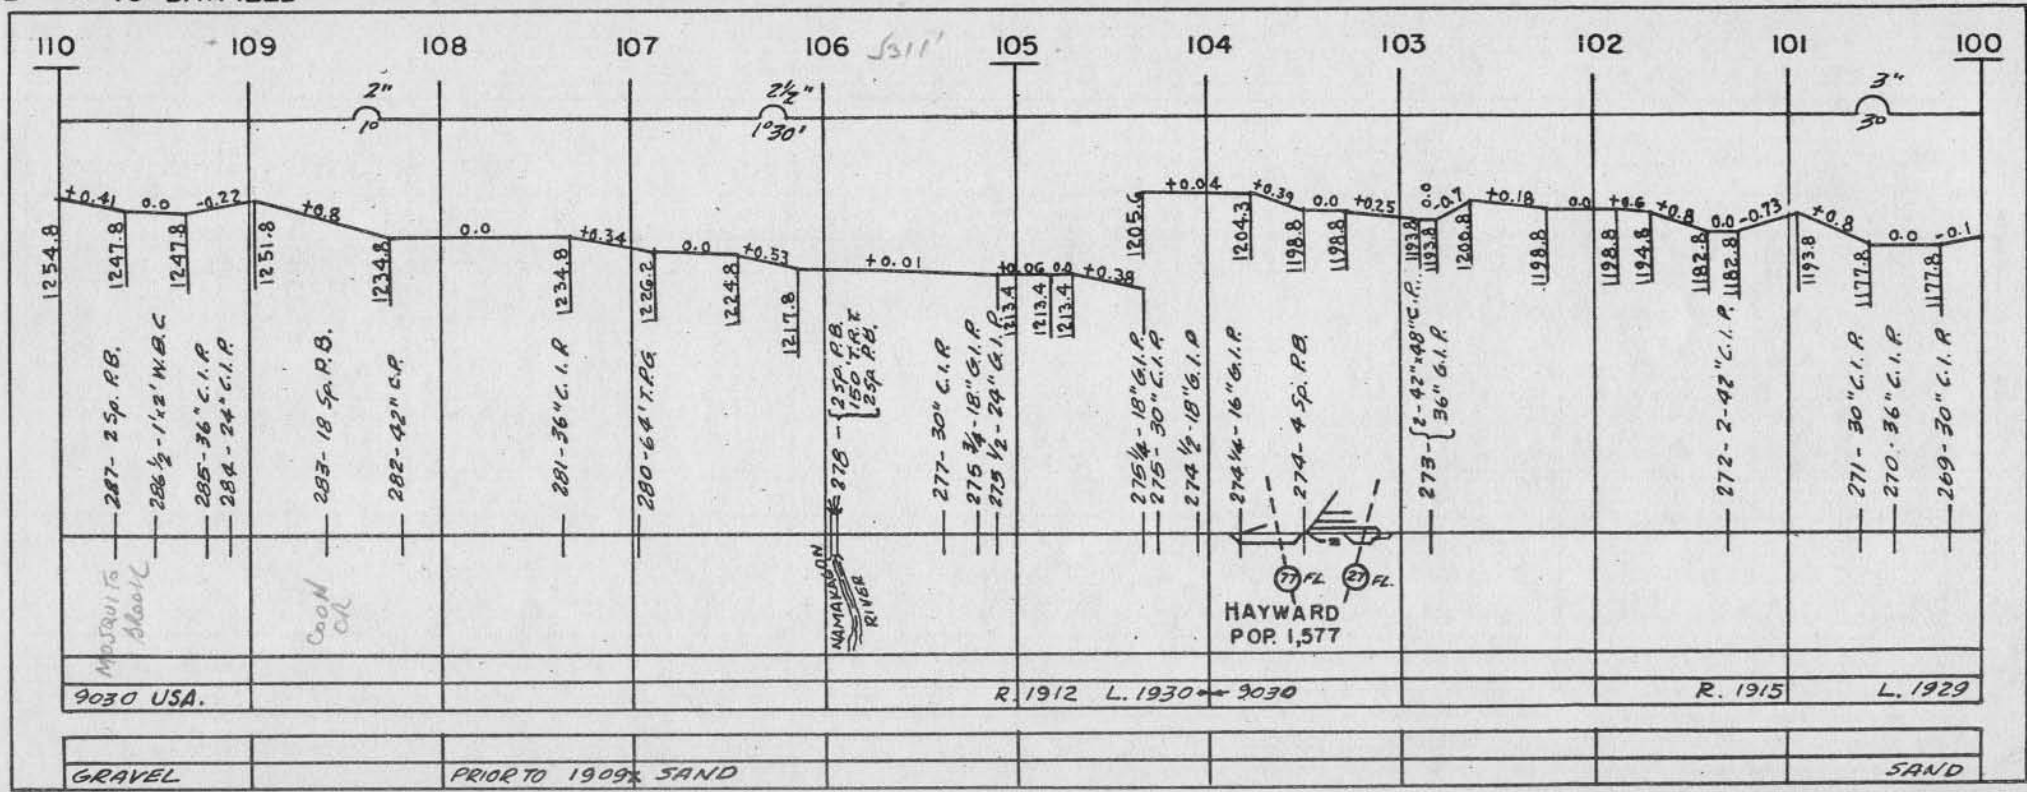 110 109 108 107 106 5311' 105 104 103 102 101 100
2" 2½" 3"
1° 1°30' 3°
+0.41 0.0 -0.22 +0.8 0.0 +0.34 0.0 +0.53 +0.01 +0.06 0.0 +0.38 +0.04 +0.39 0.0 +0.25 0.0 -0.7 +0.18 0.0 +0.6 +0.8 0.0 -0.73 +0.8 0.0 -0.1
1254.8 1247.8 1247.8 1251.8 1234.8 1234.8 1226.2 1224.8 1217.8 1213.4 1213.4 1213.4 1205.6 1204.3 1198.8 1198.8 1193.8 1193.8 1200.8 1198.8 1198.8 1194.8 1182.8 1182.8 1193.8 1177.8 1177.8
287- 2 Sp. P.B.
286½-1'x2' W.B.C
285-36" C.I.P.
284-24" C.I.P.
283-18 Sp. P.B.
282-42" C.P.
281-36" C.I.P.
280-64' T.P.G.
278 -
2 Sp. P.B.
150' T.R.T.
2 Sp. P.B.
277-30" C.I.P.
275¾-18" G.I.P.
275½-24" G.I.P.
275¼-18" G.I.P.
275-30" C.I.P.
274½-18" G.I.P
274¼-16" G.I.P.
274-4 Sp. P.B.
273-
2-42"x48" C.P.
36" G.I.P.
272-2-42" C.I.P.
271-30" C.I.P.
270-36" C.I.P.
269-30" C.I.P.
MOSQUITO
BROOK
COON
CR
NAMAKAGON
RIVER
77 FL 27 FL.
HAYWARD
POP. 1,577
9030 USA. R. 1912 L. 1930 9030 R. 1915 L. 1929
GRAVEL PRIOR TO 1909 SAND SAND